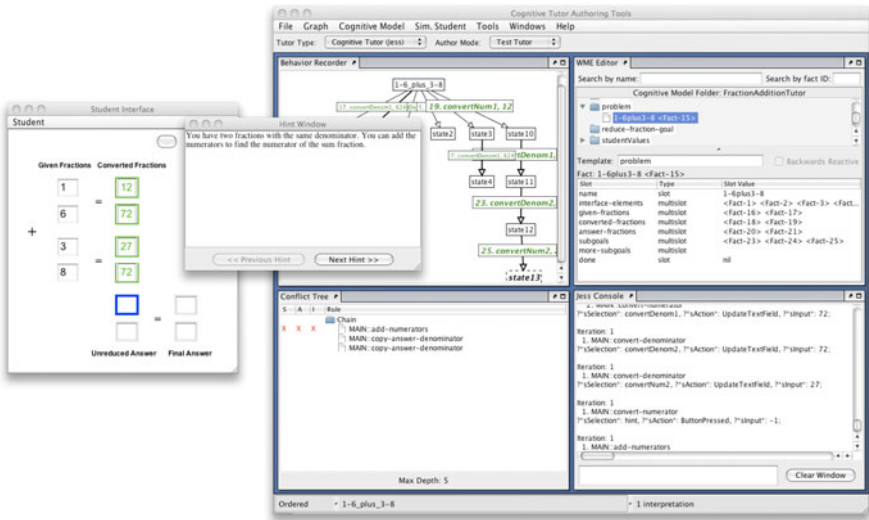 Cognitive Tutor Authoring Tools
File Graph Cognitive Model Sim. Student Tools Windows Help
Tutor Type: Cognitive Tutor (Jess) Author Mode: Test Tutor
Behavior Recorder
1-6_plus_3-8
19. convertNum1, 12
state2
state3
state10
state4
state11
23. convertDenom2,
state12
25. convertNum2,
state13
WME Editor
Search by name: Search by fact ID:
Cognitive Model Folder: FractionAdditionTutor
problem
1-6plus3-8 <Fact-15>
reduce-fraction-goal
studentValues
Template: problem Backwards Reactive
Fact: 1-6plus3-8 <Fact-15>
Slot Type Slot Value
name slot 1-6plus3-8
interface-elements multislot <Fact-1> <Fact-2> <Fact-3> <Fact...
given-fractions multislot <Fact-16> <Fact-17>
converted-fractions multislot <Fact-18> <Fact-19>
answer-fractions multislot <Fact-20> <Fact-21>
subgoals multislot <Fact-23> <Fact-24> <Fact-25>
more-subgoals multislot
done slot nil
Student Interface
Student
Given Fractions Converted Fractions
1 12
=
6 72
+
3 27
=
8 72
=
Unreduced Answer Final Answer
Hint Window
You have two fractions with the same denominator. You can add the
numerators to find the numerator of the sum fraction.
<< Previous Hint Next Hint >>
Conflict Tree
S A I Rule
Chain
X X X MAIN::add-numerators
MAIN::copy-answer-denominator
MAIN::copy-answer-denominator
Max Depth: 5
Jess Console
?"sSelection": convertDenom1, ?"sAction": UpdateTextField, ?"sInput": 72;
Iteration: 1
1. MAIN::convert-denominator
?"sSelection": convertDenom2, ?"sAction": UpdateTextField, ?"sInput": 72;
Iteration: 1
1. MAIN::convert-denominator
?"sSelection": convertNum2, ?"sAction": UpdateTextField, ?"sInput": 27;
Iteration: 1
1. MAIN::convert-numerator
?"sSelection": hint, ?"sAction": ButtonPressed, ?"sInput": -1;
Iteration: 1
1. MAIN::add-numerators
Clear Window
Ordered 1-6_plus_3-8 1 interpretation